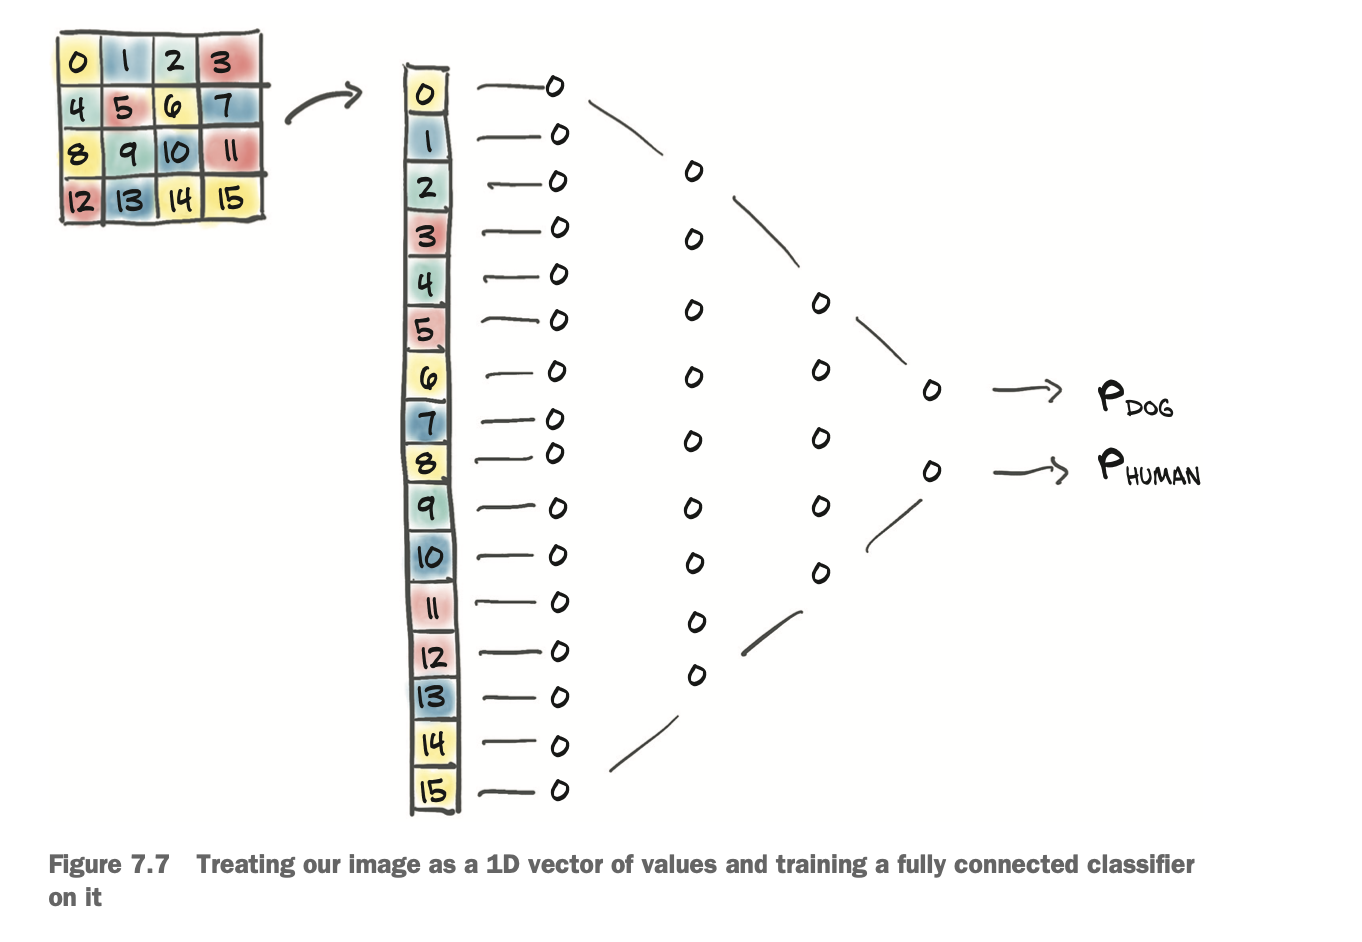 0 1 2 3
4 5 6 7
8 9 10 11
12 13 14 15
0
1
2
3
4
5
6
7
8
9
10
11
12
13
14
15
P DOG
P HUMAN
Figure 7.7 Treating our image as a 1D vector of values and training a fully connected classifier
on it